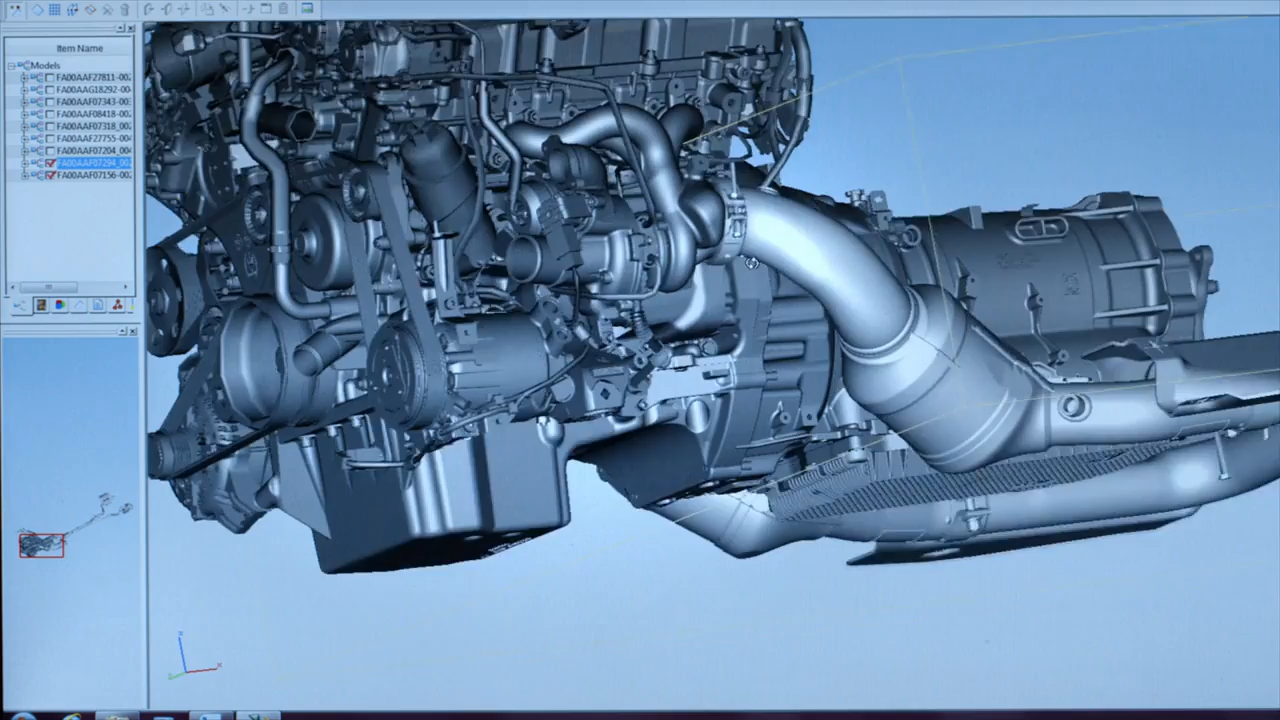 Item Name
Models
FA00AAF27811-00
FA00AAG18292-00
FA00AAF07343-00
FA00AAF08418-00
FA00AAF07318_00
FA00AAF27755-00
FA00AAF07204_00
FA00AAF07294_00
FA00AAF07156-00